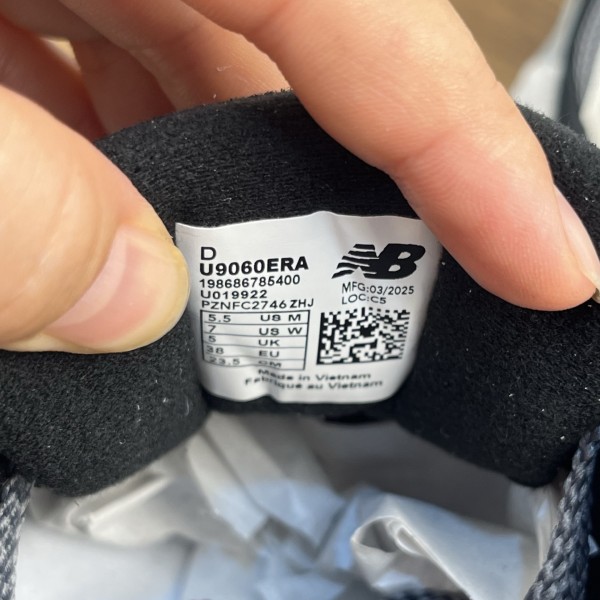 D
U9060ERA
198686785400
U019922
PZNFC2746 ZHJ
NB
MFG:03/2025
LOC:C5
5.5 US M
7 US W
5 UK
38 EU
23.5 CM
Made in Vietnam
Fabriqué au Vietnam